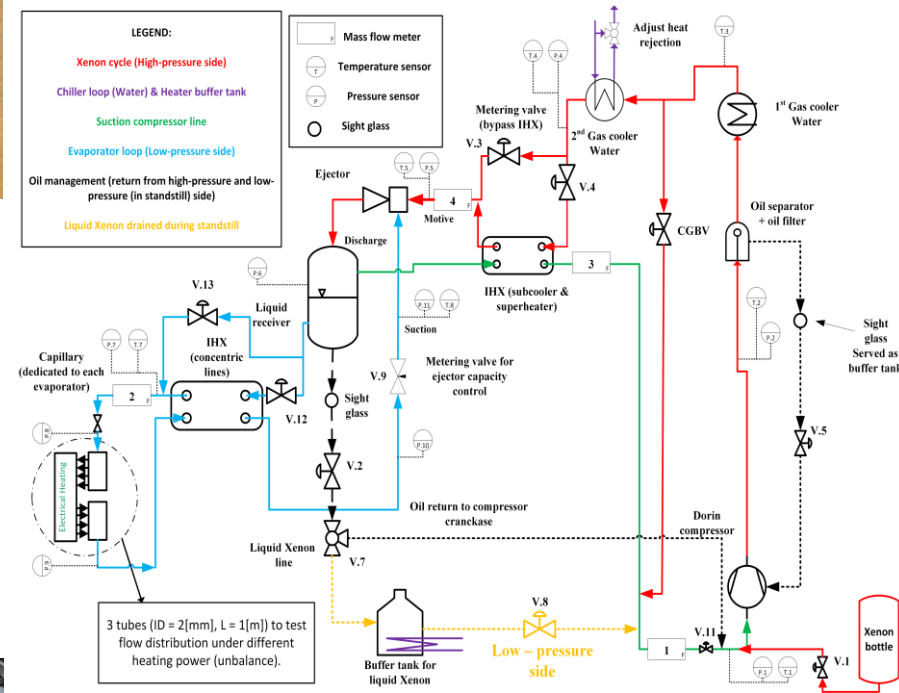 LEGEND:
Xenon cycle (High-pressure side)
Chiller loop (Water) & Heater buffer tank
Suction compressor line
Evaporator loop (Low-pressure side)
Oil management (return from high-pressure and low-
pressure (in standstill) side)
Liquid Xenon drained during standstill
F
Mass flow meter
T
Temperature sensor
P
Pressure sensor
Sight glass
Adjust heat
rejection
T.3
T.4
P.4
1st Gas cooler
Water
Metering valve
(bypass IHX)
2nd Gas cooler
Water
V.3
V.4
T.5
P.5
Ejector
4
F
Motive
CGBV
Oil separator
+ oil filter
Discharge
3
F
P.6
IHX (subcooler &
superheater)
T.2
P.2
V.13
Liquid
receiver
P.11
T.8
Suction
Sight
glass
Served as
buffer tank
IHX
(concentric
lines)
P.7
T.7
Capillary
(dedicated to each
evaporator)
2
F
V.9
Metering valve for
ejector capacity
control
V.12
Sight
glass
V.5
P.8
P.10
V.2
Electrical Heating
Oil return to compressor
cranckase
Dorin
compressor
Liquid Xenon
line
V.7
P.9
3 tubes (ID = 2[mm], L = 1[m]) to test
flow distribution under different
heating power (unbalance).
V.8
Low – pressure
side
Buffer tank for
liquid Xenon
1
F
V.11
P.1
T.1
V.1
Xenon
bottle